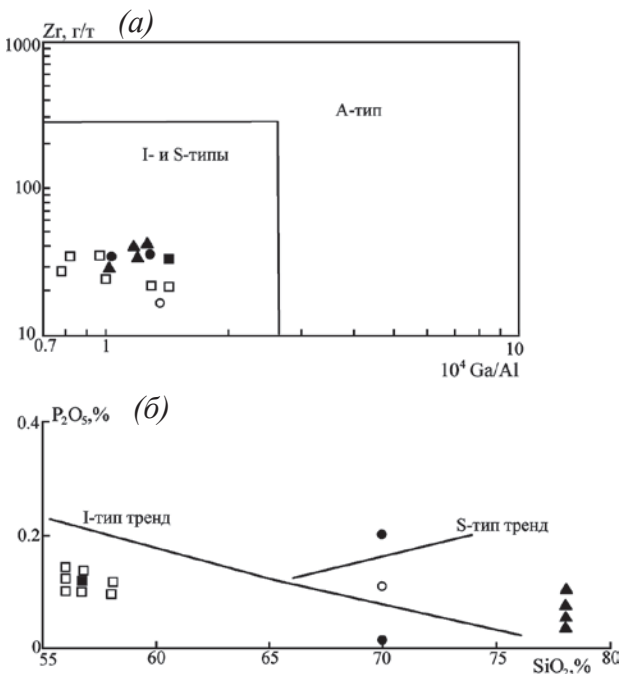 Zr, г/т (а)
1000
А-тип
I- и S-типы
100
10
0.7 1 10
10⁴ Ga/Al
P₂O₅,% (б)
0.4
I-тип тренд
S-тип тренд
0.2
0
55 60 65 70 75 80
SiO₂,%